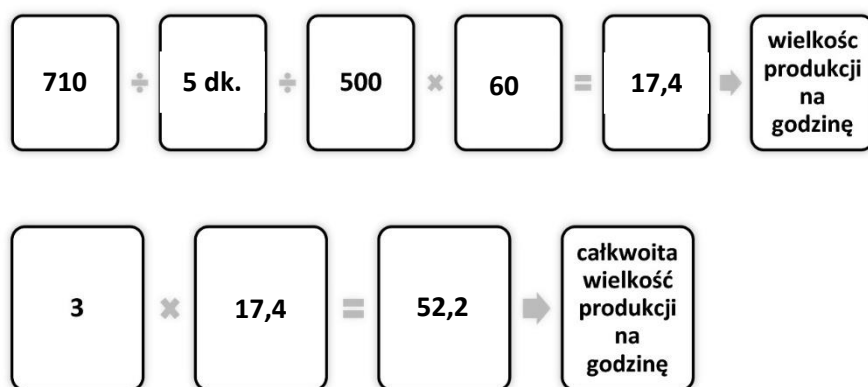 710 ÷ 5 dk. ÷ 500 × 60 = 17,4
wielkośc
produkcji
na
godzinę
3 × 17,4 = 52,2
całkwoita
wielkość
produkcji
na
godzinę